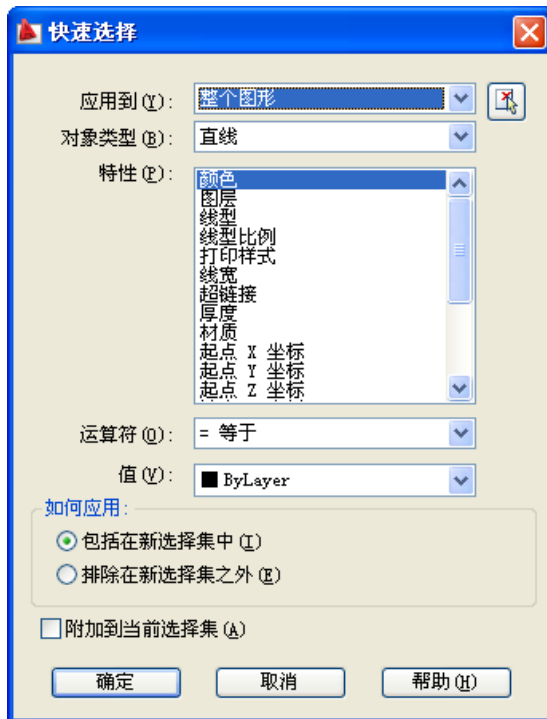 快速选择
应用到(Y): 整个图形
对象类型(B): 直线
特性(P): 颜色
图层
线型
线型比例
打印样式
线宽
超链接
厚度
材质
起点 X 坐标
起点 Y 坐标
起点 Z 坐标
运算符(O): = 等于
值(V): ByLayer
如何应用:
包括在新选择集中(I)
排除在新选择集之外(E)
附加到当前选择集(A)
确定 取消 帮助(H)